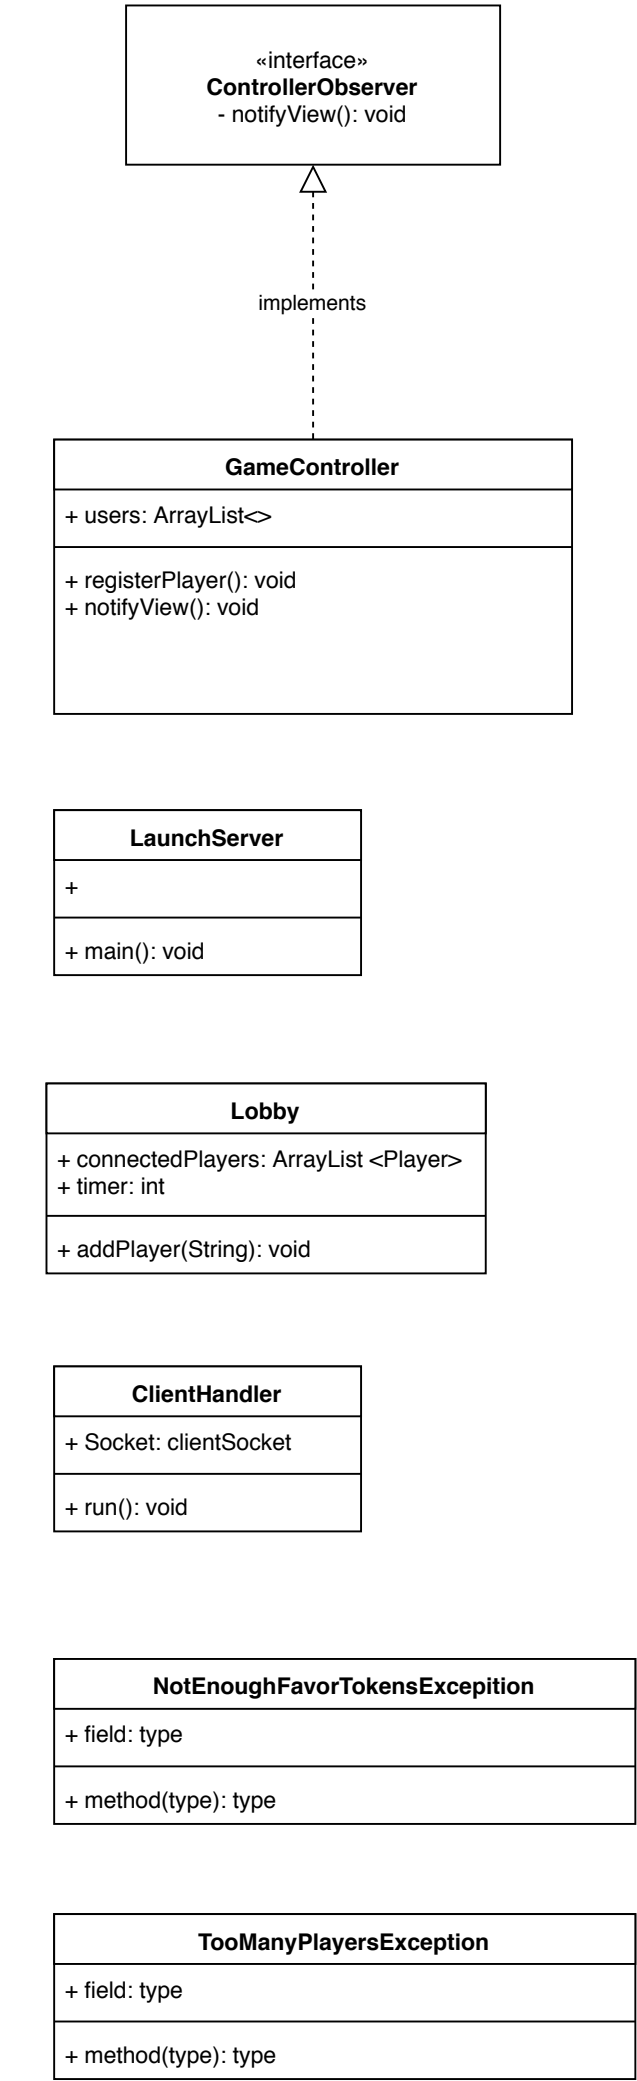 «interface»
ControllerObserver
- notifyView(): void
implements
GameController
+ users: ArrayList<>
+ registerPlayer(): void
+ notifyView(): void
LaunchServer
+
+ main(): void
Lobby
+ connectedPlayers: ArrayList <Player>
+ timer: int
+ addPlayer(String): void
ClientHandler
+ Socket: clientSocket
+ run(): void
NotEnoughFavorTokensExcepition
+ field: type
+ method(type): type
TooManyPlayersException
+ field: type
+ method(type): type